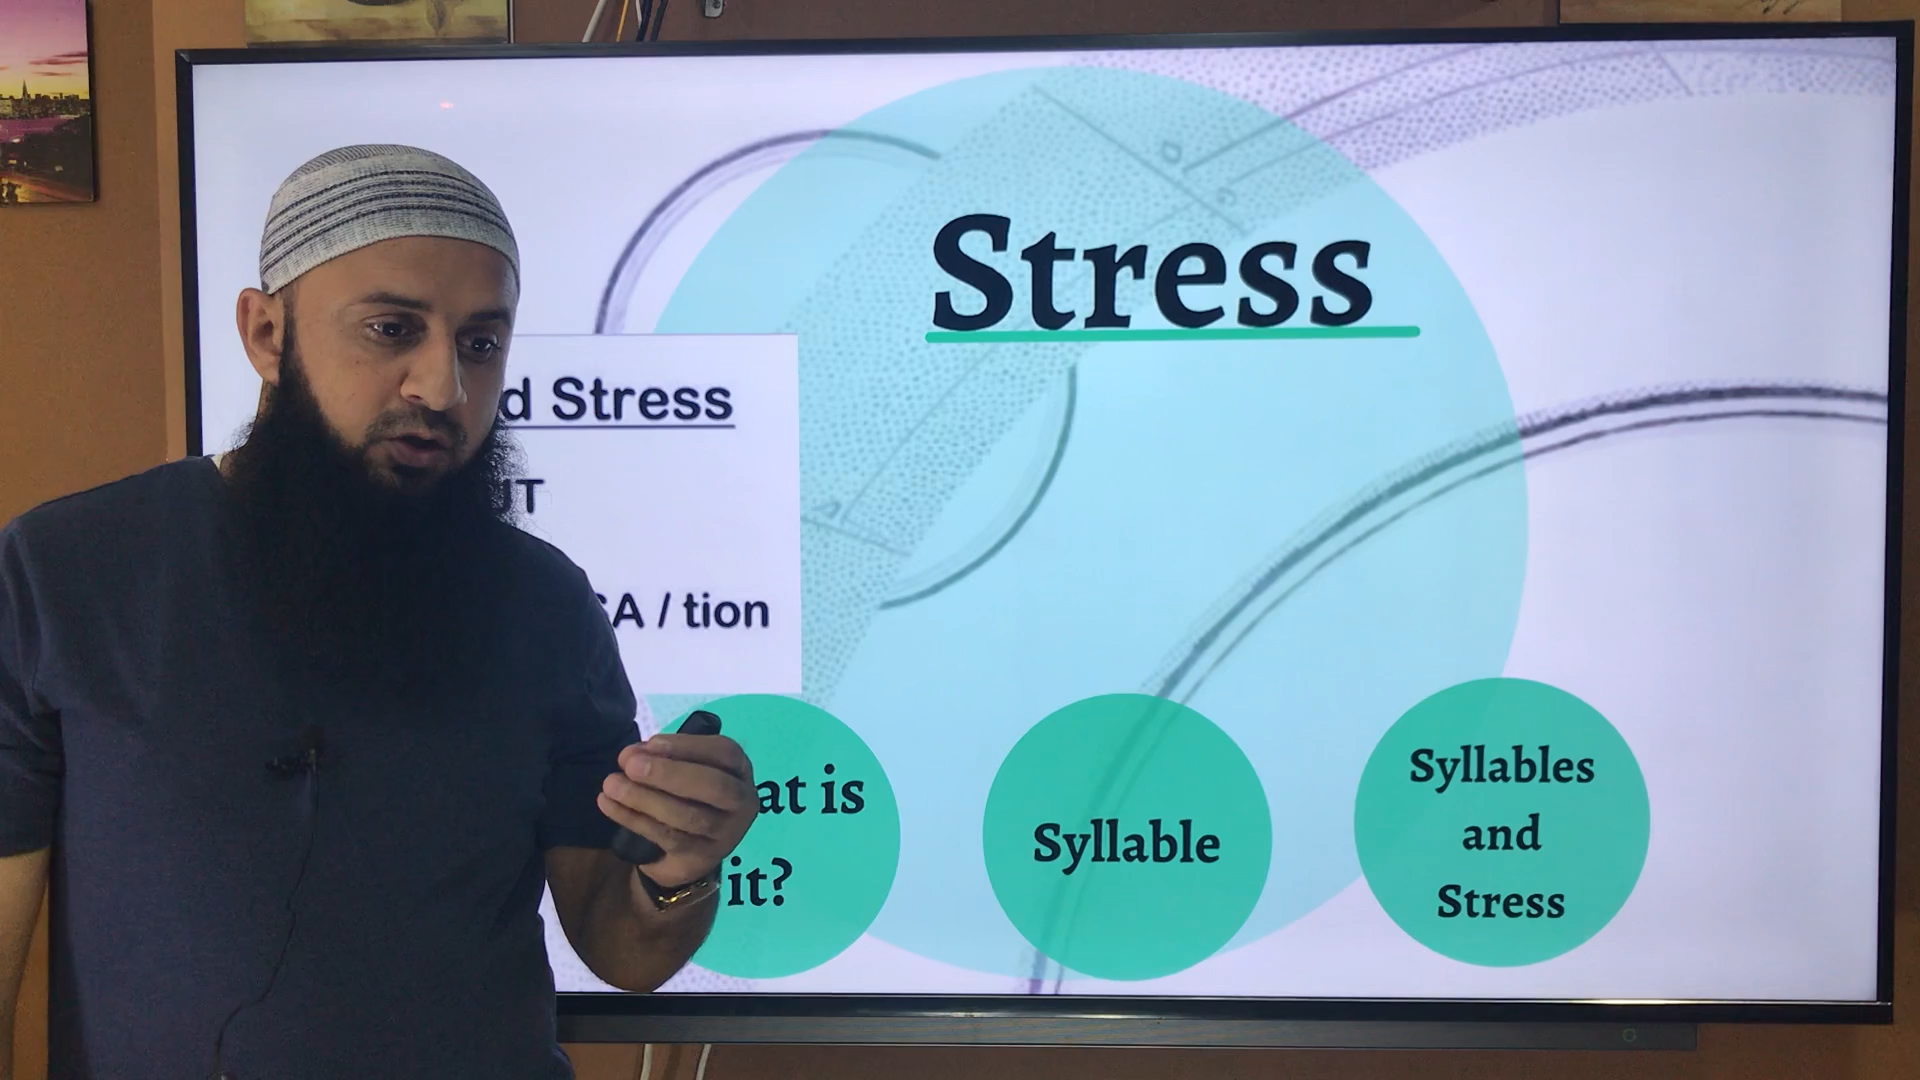 Stress
d Stress
UT
SA / tion
at is
it?
Syllable
Syllables
and
Stress
D
G
A